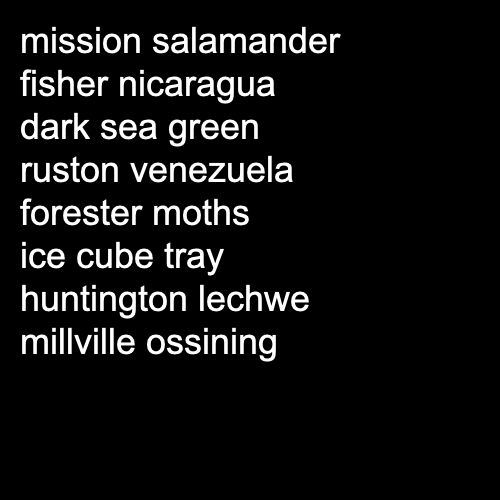 mission salamander
fisher nicaragua
dark sea green
ruston venezuela
forester moths
ice cube tray
huntington lechwe
millville ossining